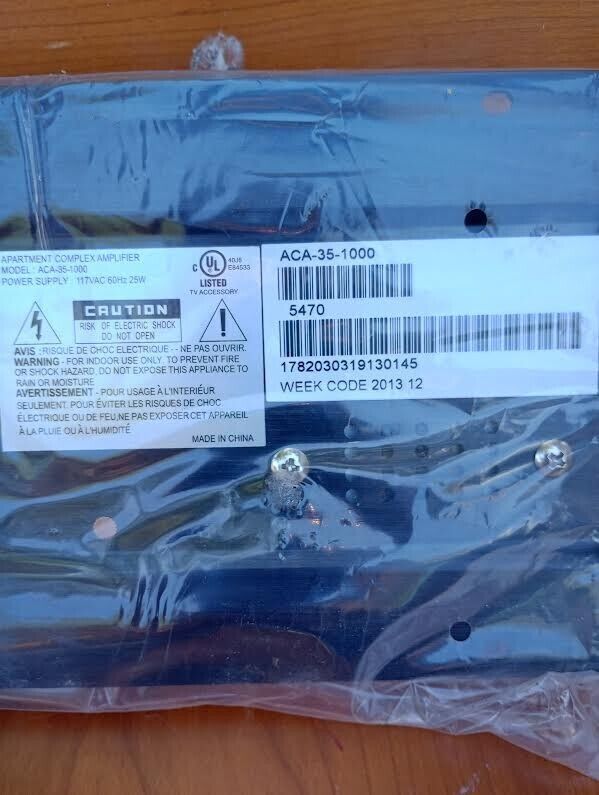 APARTMENT COMPLEX AMPLIFIER
MODEL : ACA-35-1000
POWER SUPPLY : 117VAC 60Hz 25W
C UL 40J6
E84533
LISTED
TV ACCESSORY
CAUTION
RISK OF ELECTRIC SHOCK
DO NOT OPEN
AVIS : RISQUE DE CHOC ELECTRIQUE - - NE PAS OUVRIR.
WARNING - FOR INDOOR USE ONLY. TO PREVENT FIRE
OR SHOCK HAZARD. DO NOT EXPOSE THIS APPLIANCE TO
RAIN OR MOISTURE
AVERTISSEMENT - POUR USAGE À L'INTERIEUR
SEULEMENT. POUR ÉVITER LES RISQUES DE CHOC
ÉLECTRIQUE OU DE FEU,NE PAS EXPOSER CET APPAREIL
À LA PLUIE OU À L'HUMIDITÉ.
MADE IN CHINA
ACA-35-1000
5470
1782030319130145
WEEK CODE 2013 12